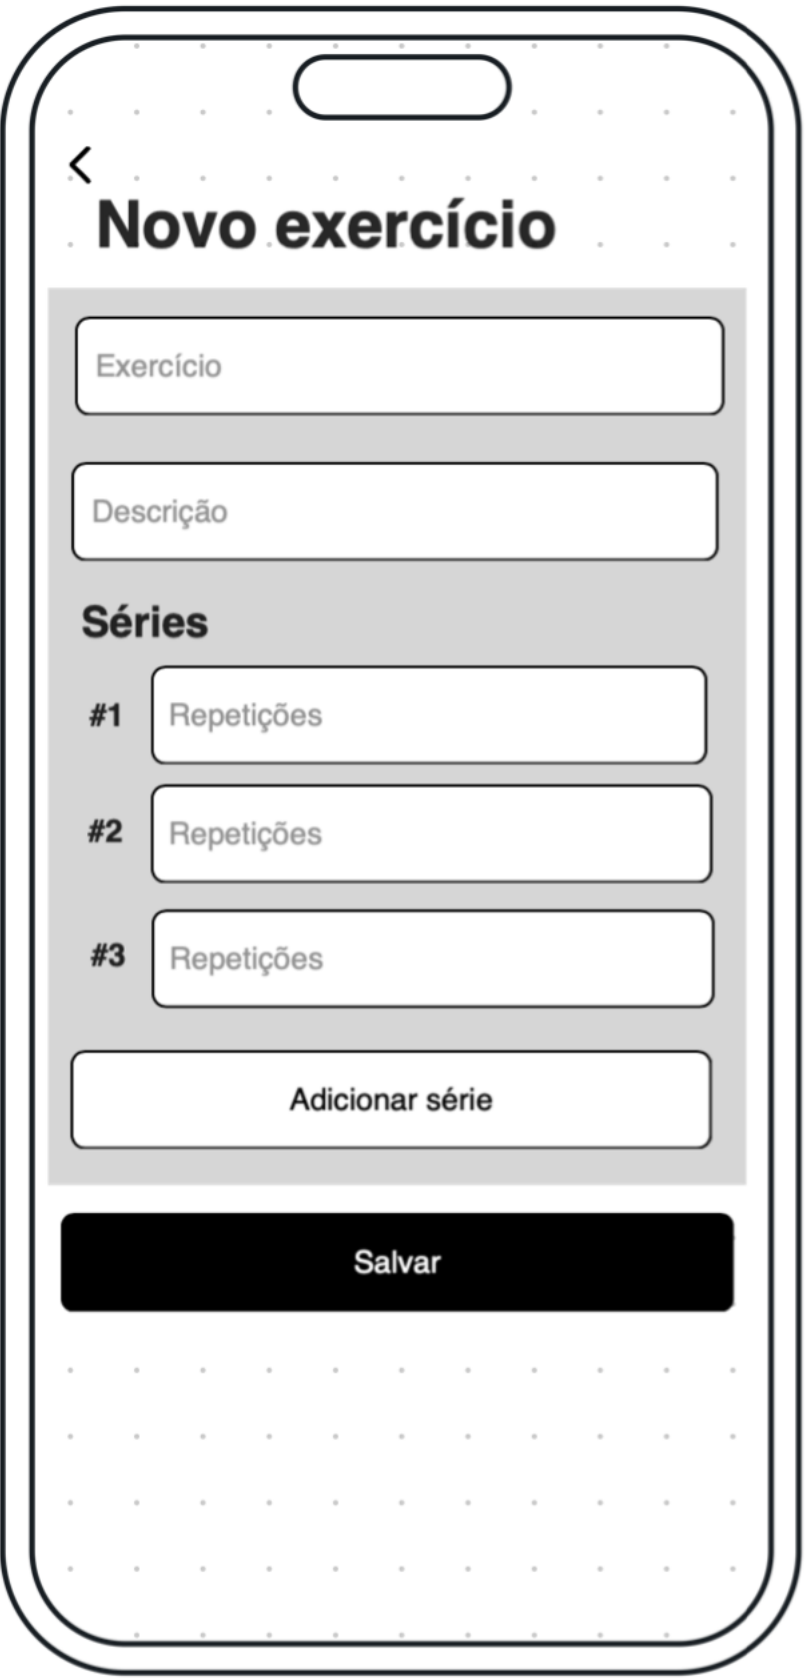 Novo exercício
Exercício
Descrição
Séries
#1 Repetições
#2 Repetições
#3 Repetições
Adicionar série
Salvar